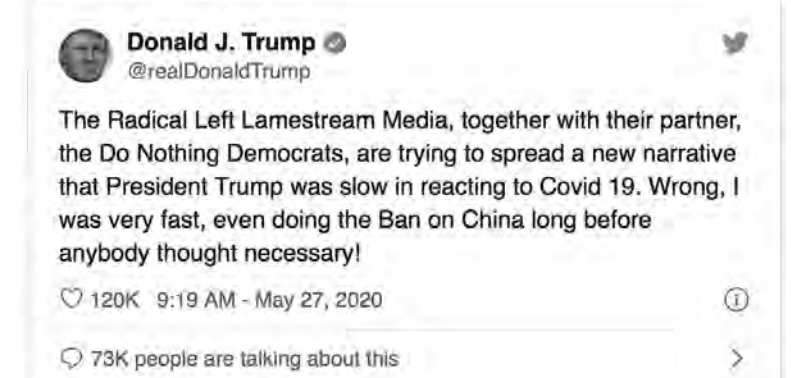 Donald J. Trump
@realDonaldTrump
The Radical Left Lamestream Media, together with their partner,
the Do Nothing Democrats, are trying to spread a new narrative
that President Trump was slow in reacting to Covid 19. Wrong, I
was very fast, even doing the Ban on China long before
anybody thought necessary!
120K 9:19 AM - May 27, 2020
73K people are talking about this